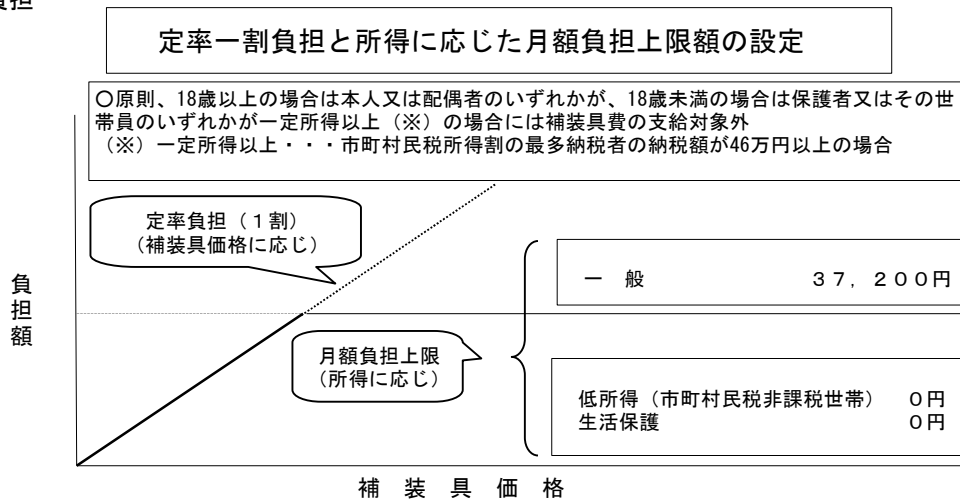 負担
定率一割負担と所得に応じた月額負担上限額の設定
○原則、18歳以上の場合は本人又は配偶者のいずれかが、18歳未満の場合は保護者又はその世
帯員のいずれかが一定所得以上（※）の場合には補装具費の支給対象外
（※）一定所得以上・・・市町村民税所得割の最多納税者の納税額が46万円以上の場合
定率負担（１割）
（補装具価格に応じ）
一　般　３７，２００円
負担額
月額負担上限
（所得に応じ）
低所得（市町村民税非課税世帯）　０円
生活保護　０円
補　装　具　価　格